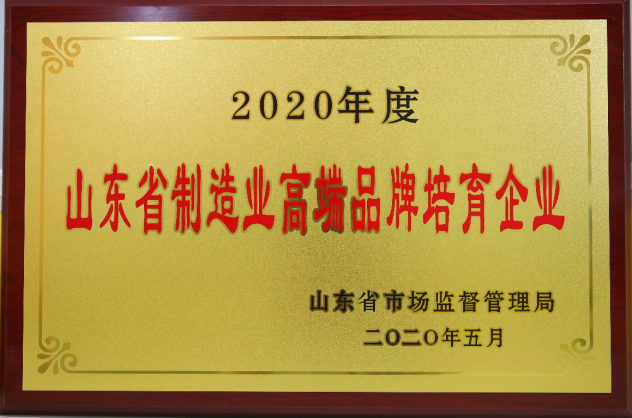 2020年度
山东省制造业高端品牌培育企业
山东省市场监督管理局
二〇二〇年五月